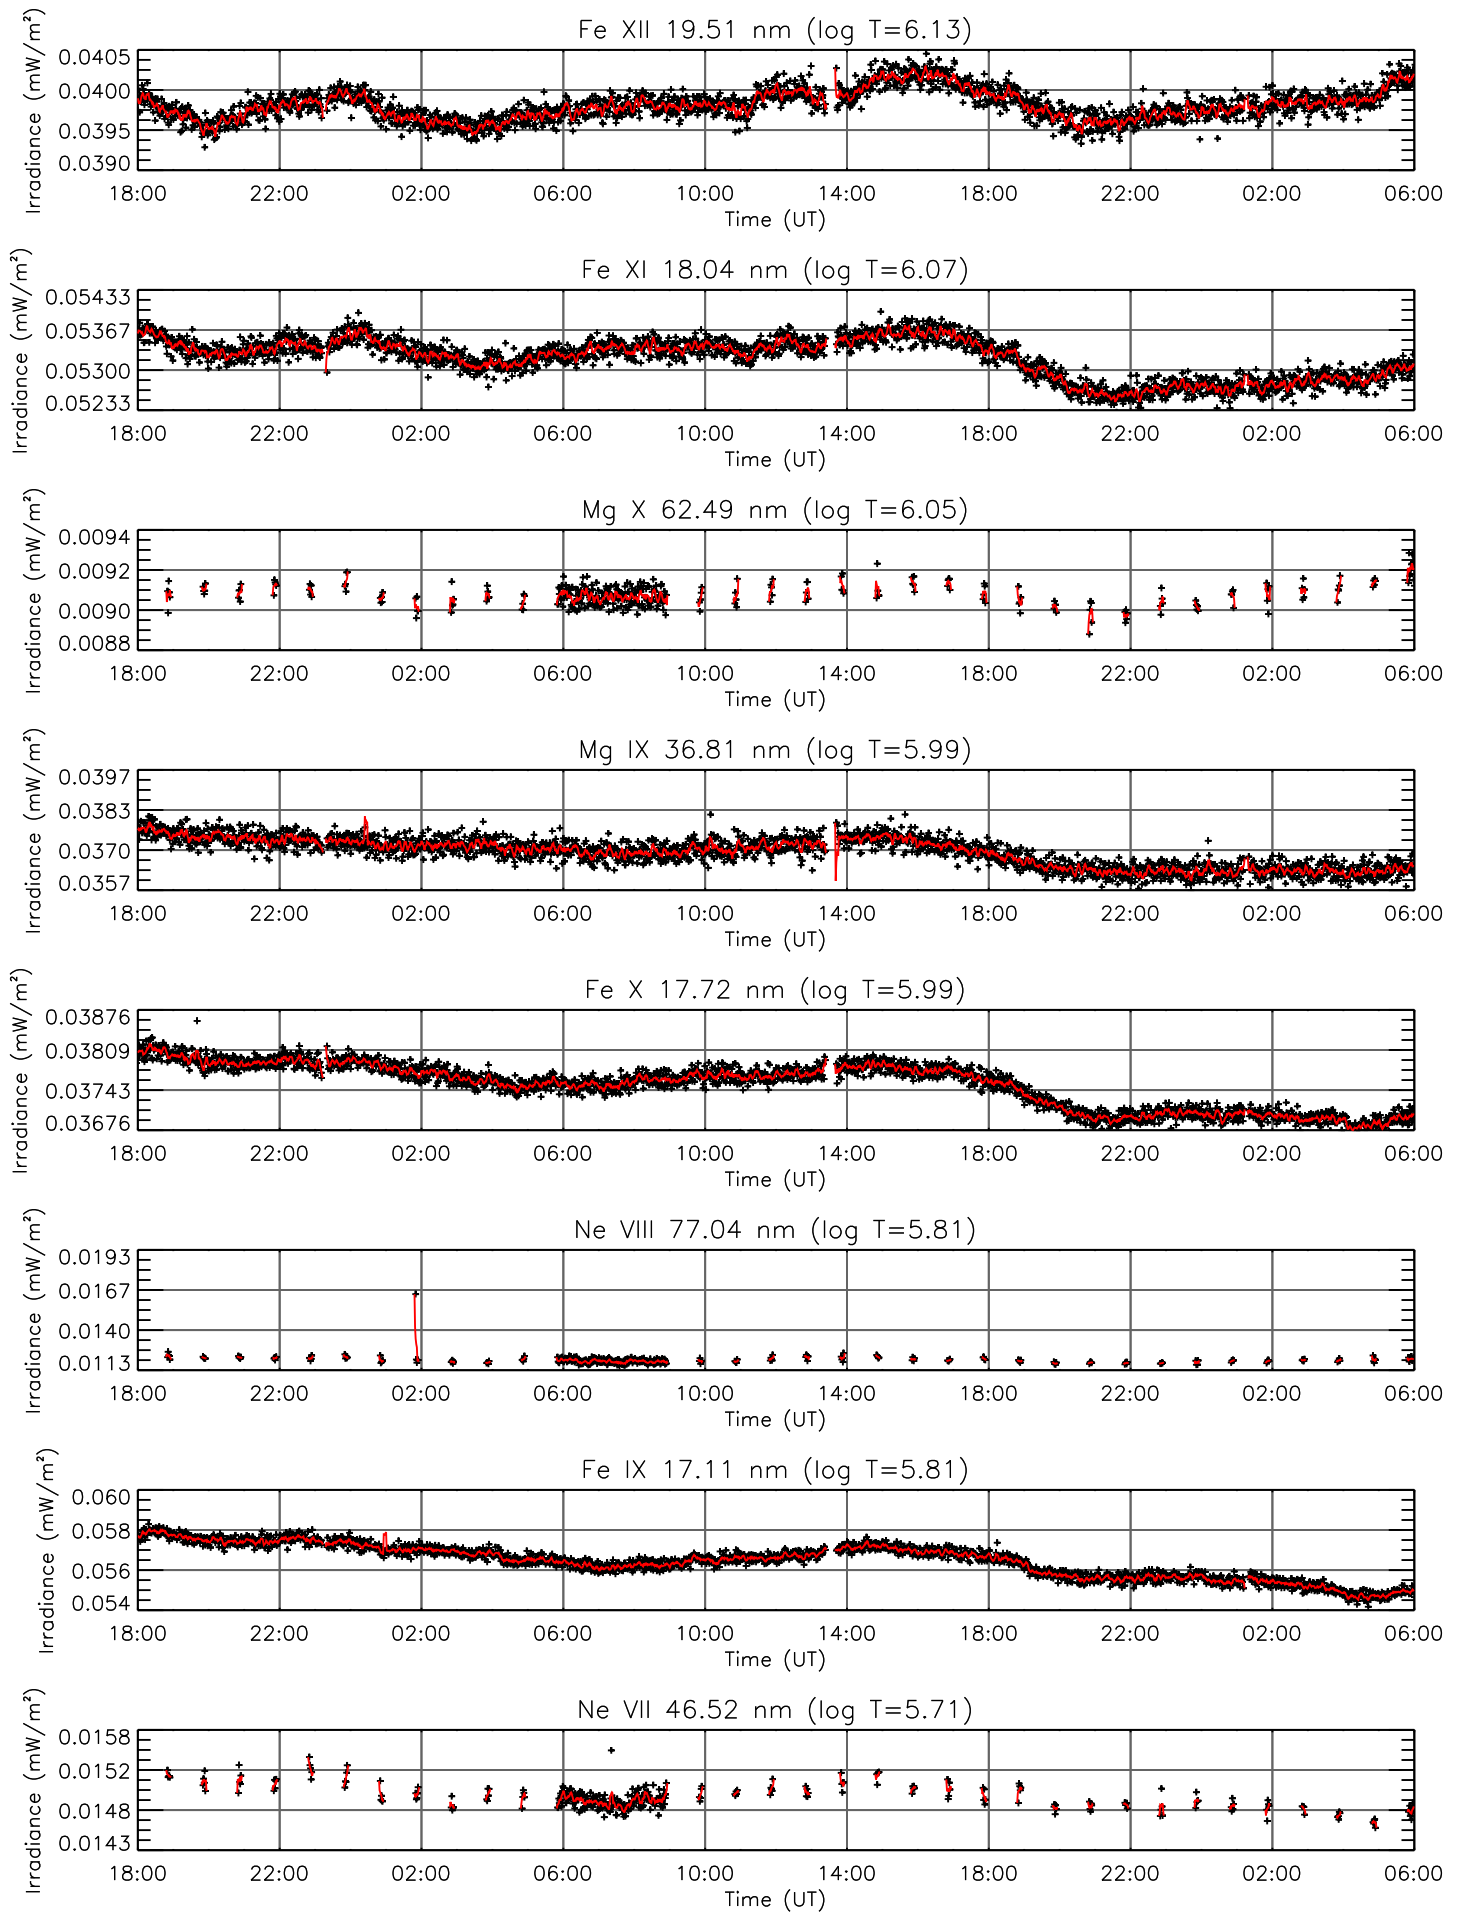 Fe XII 19.51 nm (log T=6.13)
Irradiance (mW/m²)
0.0405
0.0400
0.0395
0.0390
18:00 22:00 02:00 06:00 10:00 14:00 18:00 22:00 02:00 06:00
Time (UT)
Fe XI 18.04 nm (log T=6.07)
Irradiance (mW/m²)
0.05433
0.05367
0.05300
0.05233
18:00 22:00 02:00 06:00 10:00 14:00 18:00 22:00 02:00 06:00
Time (UT)
Mg X 62.49 nm (log T=6.05)
Irradiance (mW/m²)
0.0094
0.0092
0.0090
0.0088
18:00 22:00 02:00 06:00 10:00 14:00 18:00 22:00 02:00 06:00
Time (UT)
Mg IX 36.81 nm (log T=5.99)
Irradiance (mW/m²)
0.0397
0.0383
0.0370
0.0357
18:00 22:00 02:00 06:00 10:00 14:00 18:00 22:00 02:00 06:00
Time (UT)
Fe X 17.72 nm (log T=5.99)
Irradiance (mW/m²)
0.03876
0.03809
0.03743
0.03676
18:00 22:00 02:00 06:00 10:00 14:00 18:00 22:00 02:00 06:00
Time (UT)
Ne VIII 77.04 nm (log T=5.81)
Irradiance (mW/m²)
0.0193
0.0167
0.0140
0.0113
18:00 22:00 02:00 06:00 10:00 14:00 18:00 22:00 02:00 06:00
Time (UT)
Fe IX 17.11 nm (log T=5.81)
Irradiance (mW/m²)
0.060
0.058
0.056
0.054
18:00 22:00 02:00 06:00 10:00 14:00 18:00 22:00 02:00 06:00
Time (UT)
Ne VII 46.52 nm (log T=5.71)
Irradiance (mW/m²)
0.0158
0.0152
0.0148
0.0143
18:00 22:00 02:00 06:00 10:00 14:00 18:00 22:00 02:00 06:00
Time (UT)